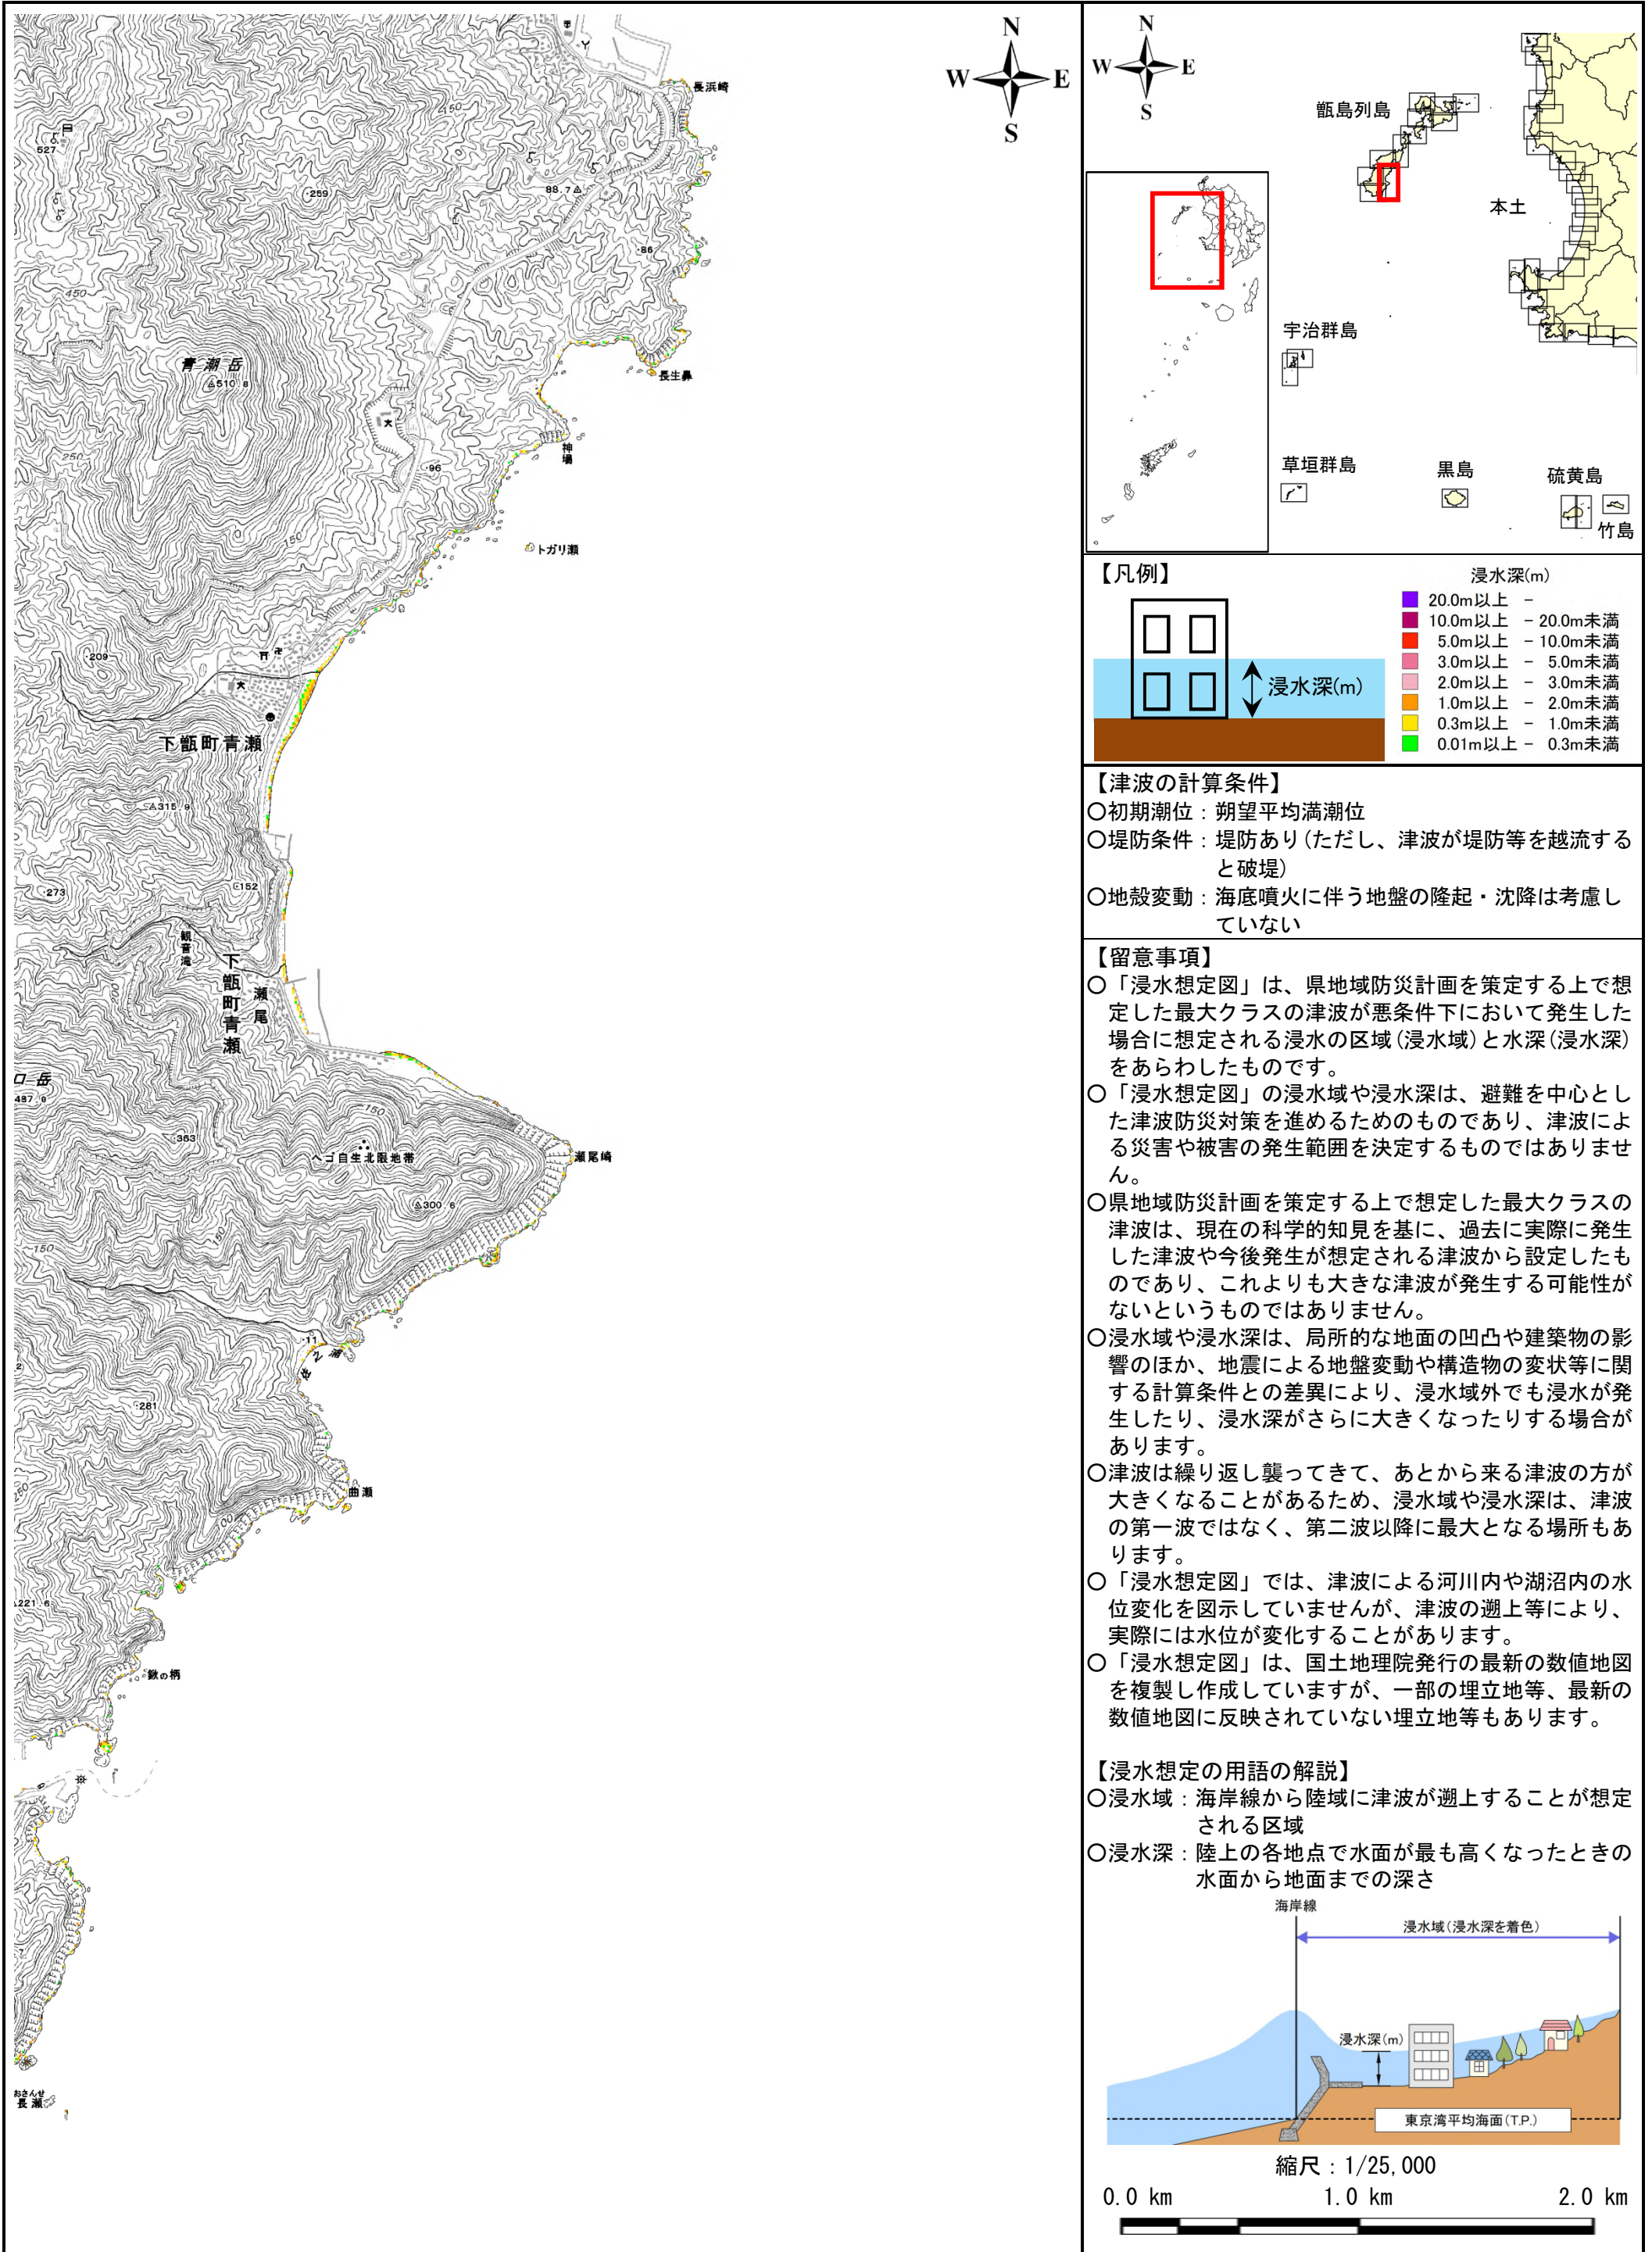 N
W E
S
長浜崎
450
527
259
88.7
86
450
青潮岳
510.8
長生鼻
250
神場
96
150
トガリ瀬
209
下甑町青瀬
315.9
273
152
観音滝
下甑町青瀬
瀬尾
口岳
487.8
150
363
ヘゴ自生北限地帯
瀬尾崎
300.6
150
150
11
281
曲瀬
221.6
鍬の柄
おさんせ
長瀬
N
W E
S
甑島列島
本土
宇治群島
草垣群島
黒島
硫黄島
竹島
【凡例】
浸水深(m)
浸水深(m)
20.0m以上 －
10.0m以上 － 20.0m未満
5.0m以上 － 10.0m未満
3.0m以上 － 5.0m未満
2.0m以上 － 3.0m未満
1.0m以上 － 2.0m未満
0.3m以上 － 1.0m未満
0.01m以上 － 0.3m未満
【津波の計算条件】
○初期潮位：朔望平均満潮位
○堤防条件：堤防あり(ただし、津波が堤防等を越流する
と破堤)
○地殻変動：海底噴火に伴う地盤の隆起・沈降は考慮し
ていない
【留意事項】
○「浸水想定図」は、県地域防災計画を策定する上で想
定した最大クラスの津波が悪条件下において発生した
場合に想定される浸水の区域(浸水域)と水深(浸水深)
をあらわしたものです。
○「浸水想定図」の浸水域や浸水深は、避難を中心とし
た津波防災対策を進めるためのものであり、津波によ
る災害や被害の発生範囲を決定するものではありませ
ん。
○県地域防災計画を策定する上で想定した最大クラスの
津波は、現在の科学的知見を基に、過去に実際に発生
した津波や今後発生が想定される津波から設定したも
のであり、これよりも大きな津波が発生する可能性が
ないというものではありません。
○浸水域や浸水深は、局所的な地面の凹凸や建築物の影
響のほか、地震による地盤変動や構造物の変状等に関
する計算条件との差異により、浸水域外でも浸水が発
生したり、浸水深がさらに大きくなったりする場合が
あります。
○津波は繰り返し襲ってきて、あとから来る津波の方が
大きくなることがあるため、浸水域や浸水深は、津波
の第一波ではなく、第二波以降に最大となる場所もあ
ります。
○「浸水想定図」では、津波による河川内や湖沼内の水
位変化を図示していませんが、津波の遡上等により、
実際には水位が変化することがあります。
○「浸水想定図」は、国土地理院発行の最新の数値地図
を複製し作成していますが、一部の埋立地等、最新の
数値地図に反映されていない埋立地等もあります。
【浸水想定の用語の解説】
○浸水域：海岸線から陸域に津波が遡上することが想定
される区域
○浸水深：陸上の各地点で水面が最も高くなったときの
水面から地面までの深さ
海岸線
浸水域(浸水深を着色)
浸水深(m)
東京湾平均海面(T.P.)
縮尺：1/25,000
0.0 km 1.0 km 2.0 km